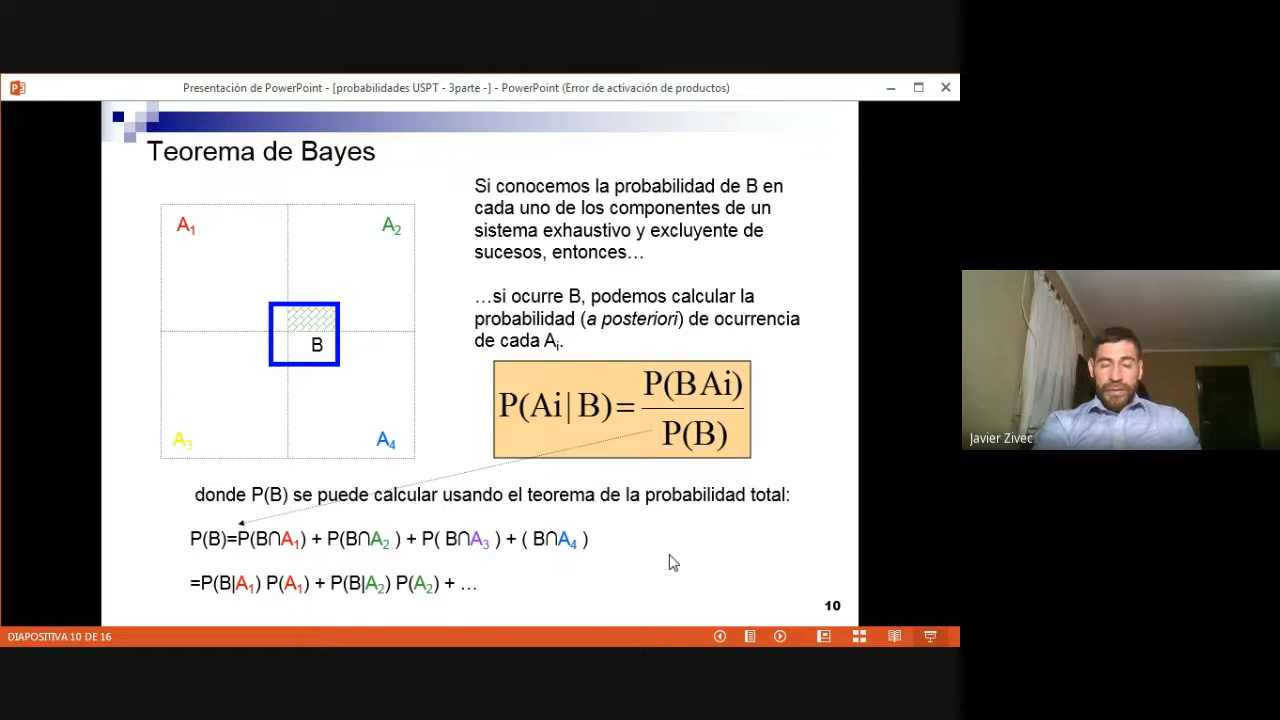 Presentación de PowerPoint - [probabilidades USPT - 3parte -] - PowerPoint (Error de activación de productos)
Teorema de Bayes
A1
A2
B
A3
A4
Si conocemos la probabilidad de B en
cada uno de los componentes de un
sistema exhaustivo y excluyente de
sucesos, entonces…
…si ocurre B, podemos calcular la
probabilidad (a posteriori) de ocurrencia
de cada Ai.
P(Ai | B) = P(B Ai) / P(B)
donde P(B) se puede calcular usando el teorema de la probabilidad total:
P(B)=P(B∩A1) + P(B∩A2 ) + P( B∩A3 ) + ( B∩A4 )
=P(B|A1) P(A1) + P(B|A2) P(A2) + …
10
DIAPOSITIVA 10 DE 16
Javier Zivec